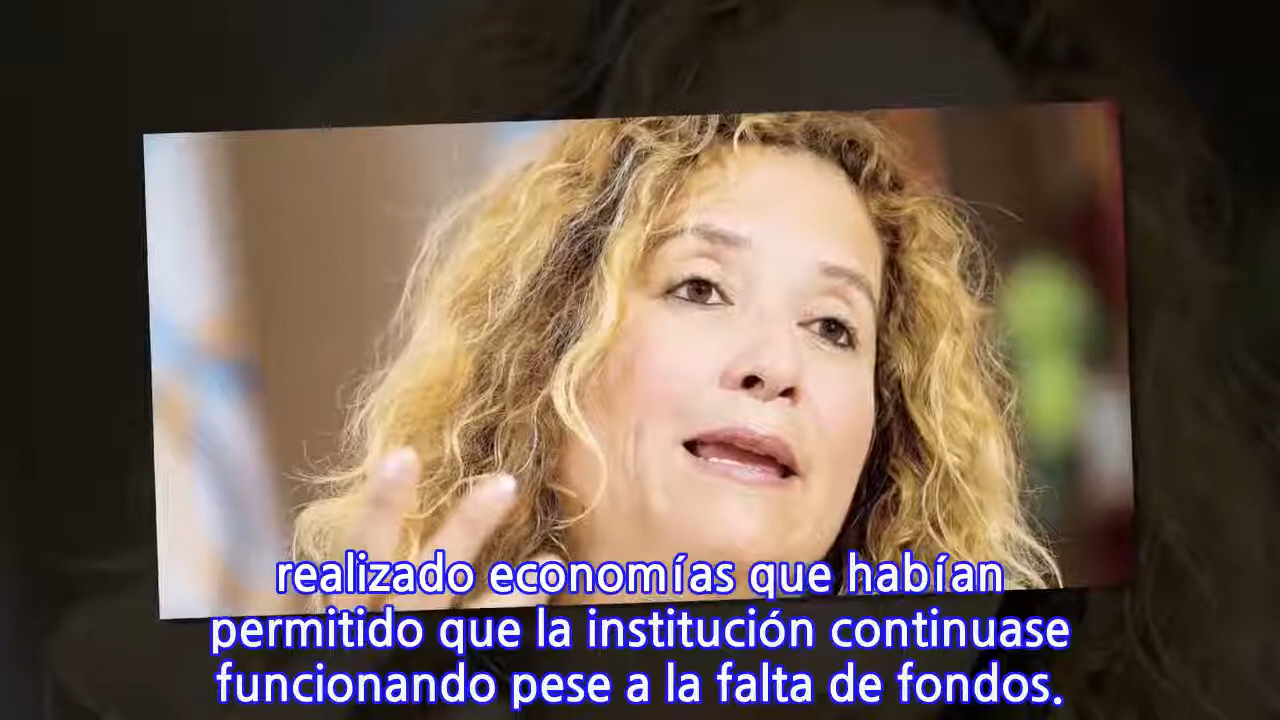 realizado economías que habían
permitido que la institución continuase
funcionando pese a la falta de fondos.